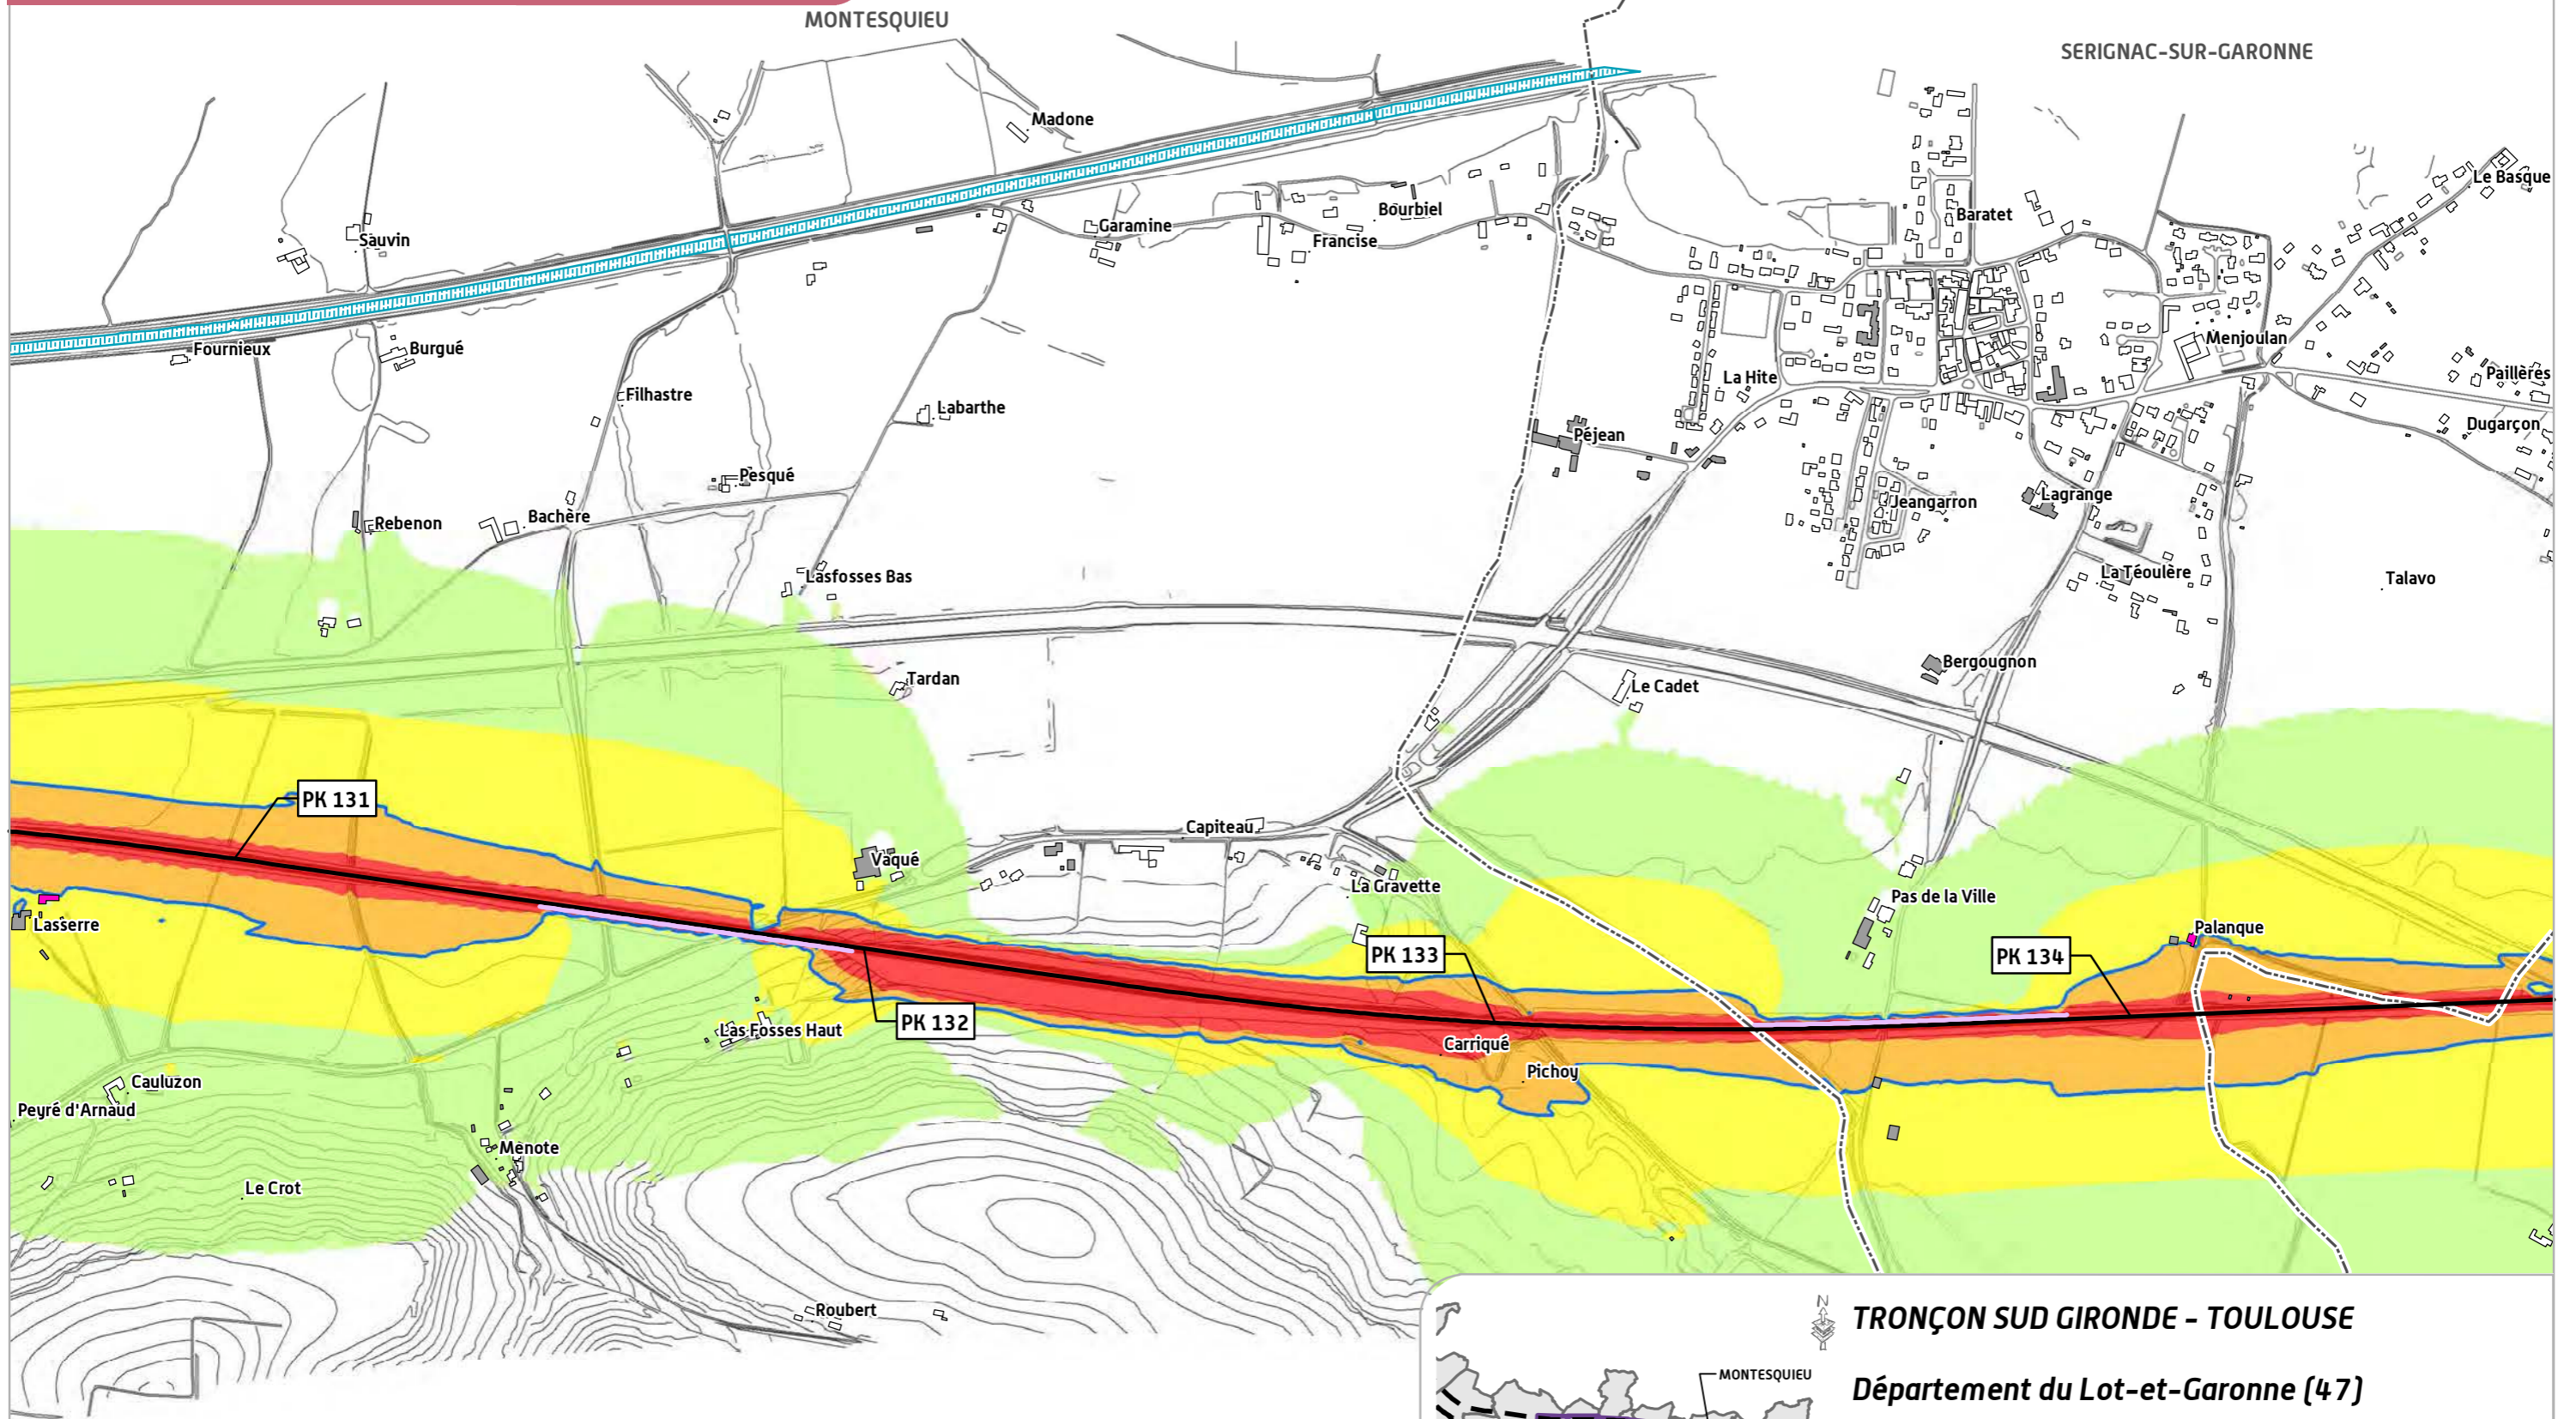 MONTESQUIEU
SERIGNAC-SUR-GARONNE
Madone
Le Basque
Bourbiel
Baratet
Garamine
Francise
Sauvin
Menjoulan
Fournieux
Burgué
La Hite
Paillères
Filhastre
Labarthe
Dugarçon
Péjean
Pesqué
Lagrange
Jeangarron
Bachère
Rebenon
La Téoulère
Lasfosses Bas
Talavo
Bergougnon
Tardan
Le Cadet
PK 131
Capiteau
Vaqué
La Gravette
Pas de la Ville
Lasserre
Palanque
PK 133
PK 134
PK 132
Las Fosses Haut
Carriqué
Pichoy
Cauluzon
Peyré d'Arnaud
Menote
Le Crot
Roubert
N
TRONÇON SUD GIRONDE - TOULOUSE
MONTESQUIEU
Département du Lot-et-Garonne (47)